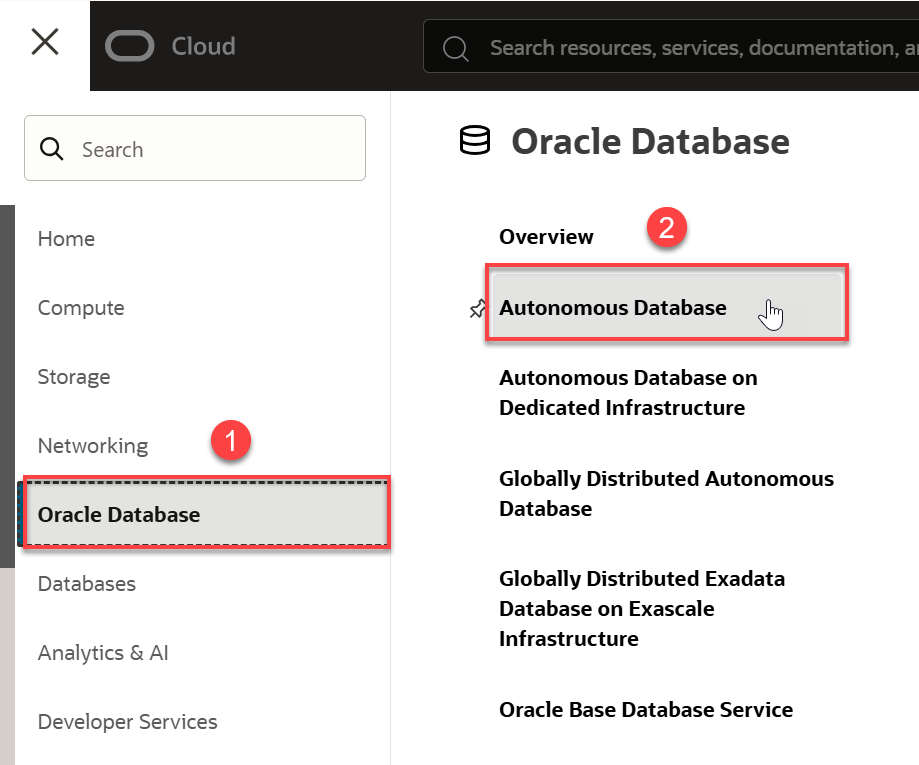 Cloud
Search resources, services, documentation, a
Search
Home
Compute
Storage
Networking
1
Oracle Database
Databases
Analytics & AI
Developer Services
Oracle Database
Overview
2
Autonomous Database
Autonomous Database on
Dedicated Infrastructure
Globally Distributed Autonomous
Database
Globally Distributed Exadata
Database on Exascale
Infrastructure
Oracle Base Database Service